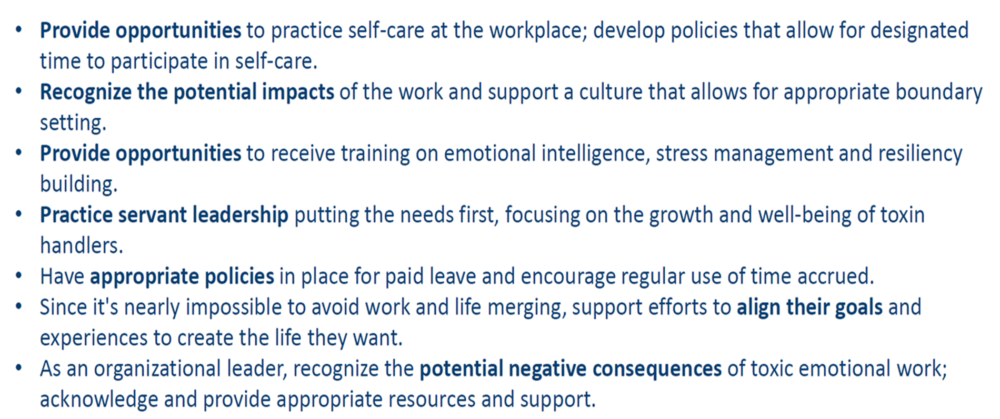 • Provide opportunities to practice self-care at the workplace; develop policies that allow for designated
time to participate in self-care.
• Recognize the potential impacts of the work and support a culture that allows for appropriate boundary
setting.
• Provide opportunities to receive training on emotional intelligence, stress management and resiliency
building.
• Practice servant leadership putting the needs first, focusing on the growth and well-being of toxin
handlers.
• Have appropriate policies in place for paid leave and encourage regular use of time accrued.
• Since it's nearly impossible to avoid work and life merging, support efforts to align their goals and
experiences to create the life they want.
• As an organizational leader, recognize the potential negative consequences of toxic emotional work;
acknowledge and provide appropriate resources and support.